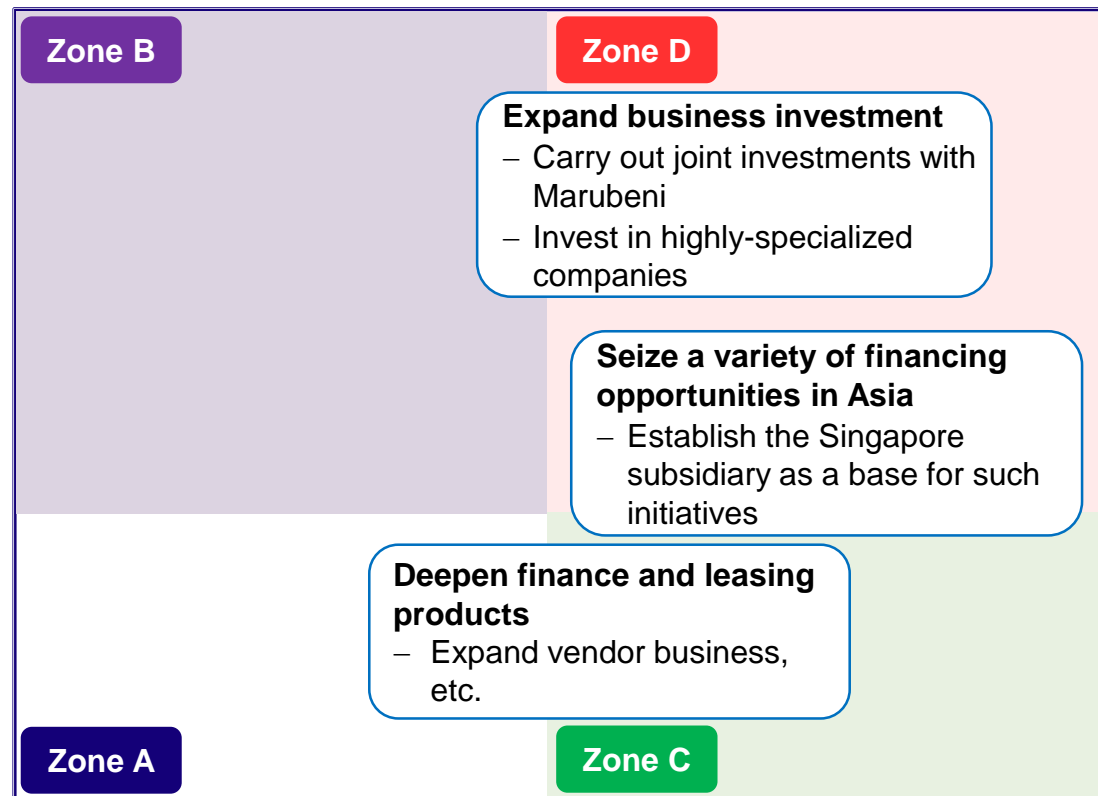 Zone B
Zone D
Expand business investment
– Carry out joint investments with
Marubeni
– Invest in highly-specialized
companies
Seize a variety of financing
opportunities in Asia
– Establish the Singapore
subsidiary as a base for such
initiatives
Deepen finance and leasing
products
– Expand vendor business,
etc.
Zone A
Zone C